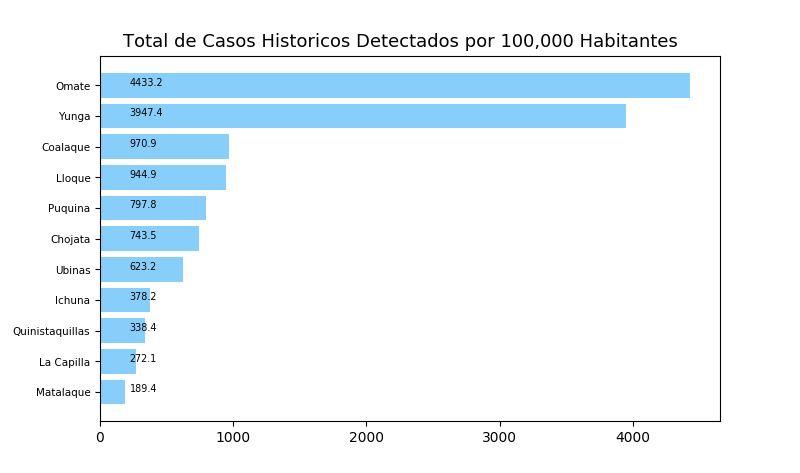 Total de Casos Historicos Detectados por 100,000 Habitantes
Omate 4433.2
Yunga 3947.4
Coalaque 970.9
Lloque 944.9
Puquina 797.8
Chojata 743.5
Ubinas 623.2
Ichuna 378.2
Quinistaquillas 338.4
La Capilla 272.1
Matalaque 189.4
0 1000 2000 3000 4000